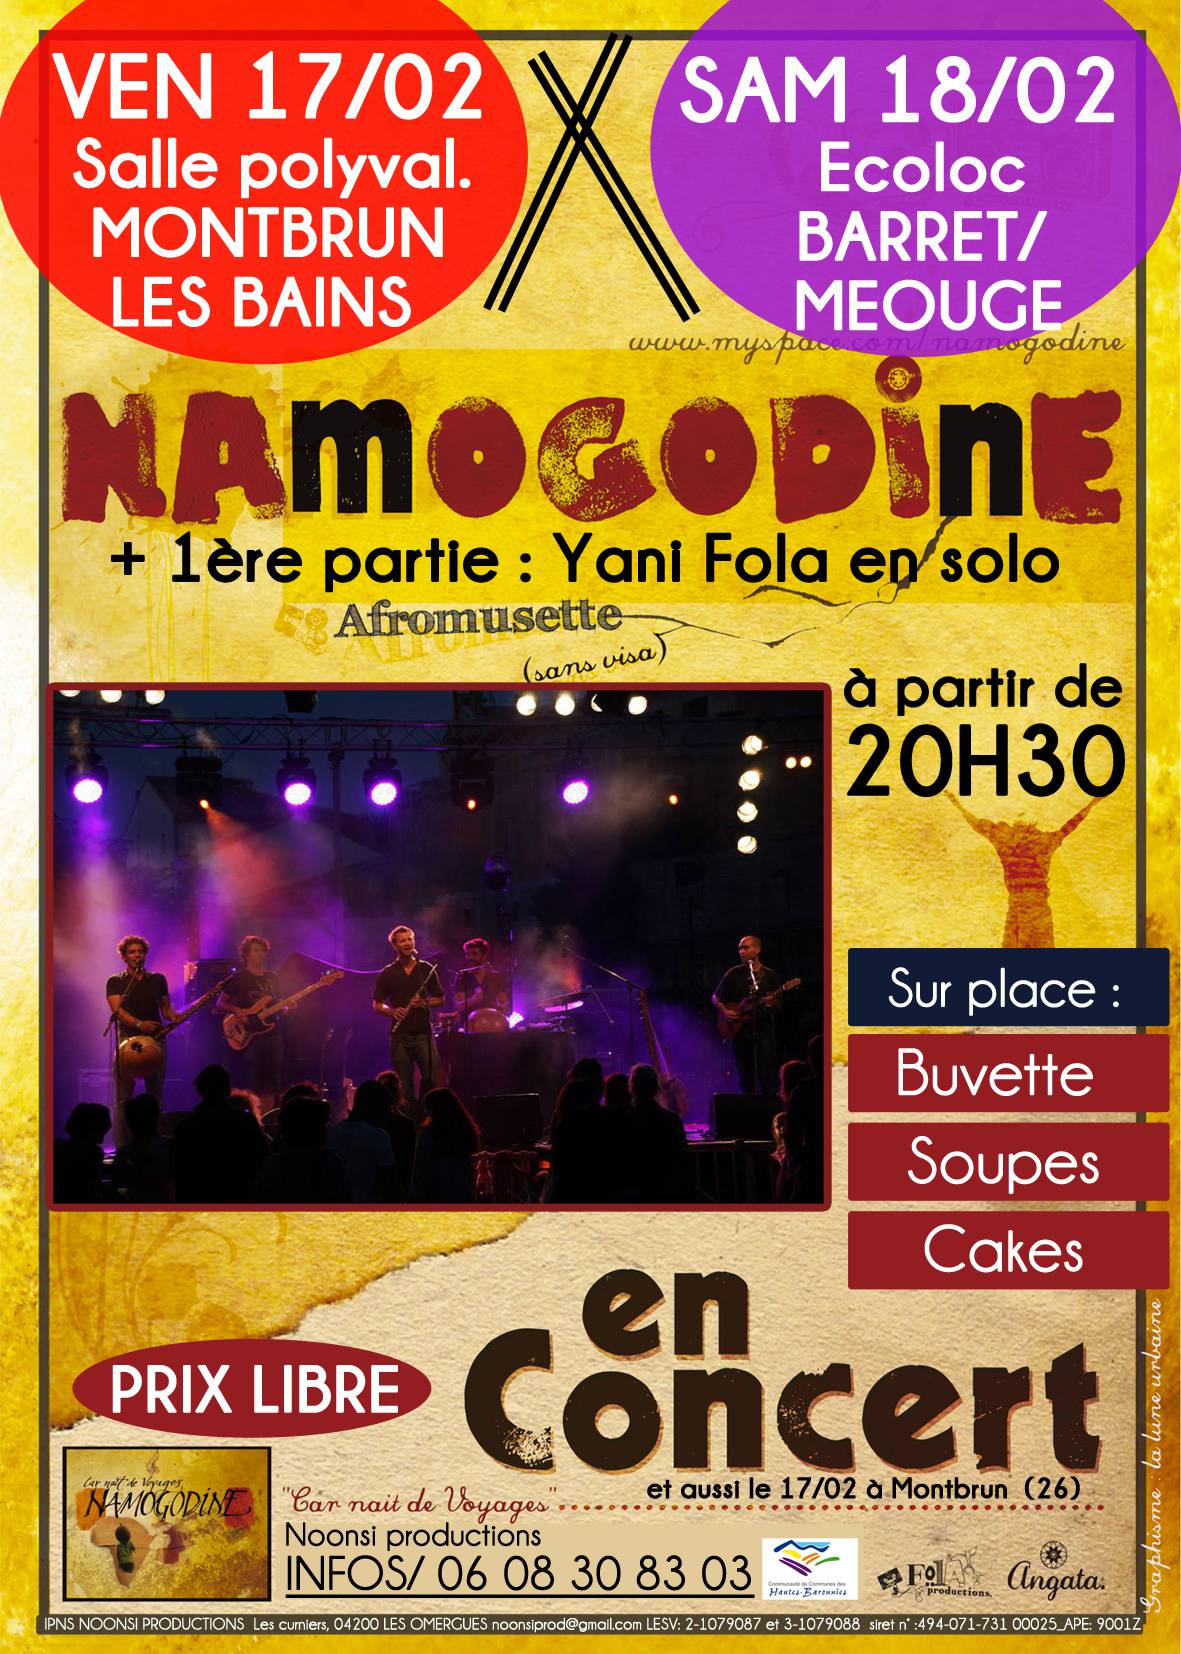 VEN 17/02
Salle polyval.
MONTBRUN
LES BAINS
SAM 18/02
Ecoloc
BARRET/
MEOUGE
www.myspace.com/namogodine
NAMOGODINE
+ 1ère partie : Yani Fola en solo
Afromusette
(sans visa)
à partir de
20H30
Sur place :
Buvette
Soupes
Cakes
en
Concert
PRIX LIBRE
et aussi le 17/02 à Montbrun (26)
Car nait de Voyages
NAMOGODINE
"Car nait de Voyages"
Noonsi productions
INFOS/ 06 08 30 83 03
Communauté de Communes des
Hautes-Baronnies
Fola
productions.
Angata.
Graphisme : la lune urbaine
IPNS NOONSI PRODUCTIONS Les curniers, 04200 LES OMERGUES noonsiprod@gmail.com LESV: 2-1079087 et 3-1079088 siret n° :494-071-731 00025_APE: 9001Z